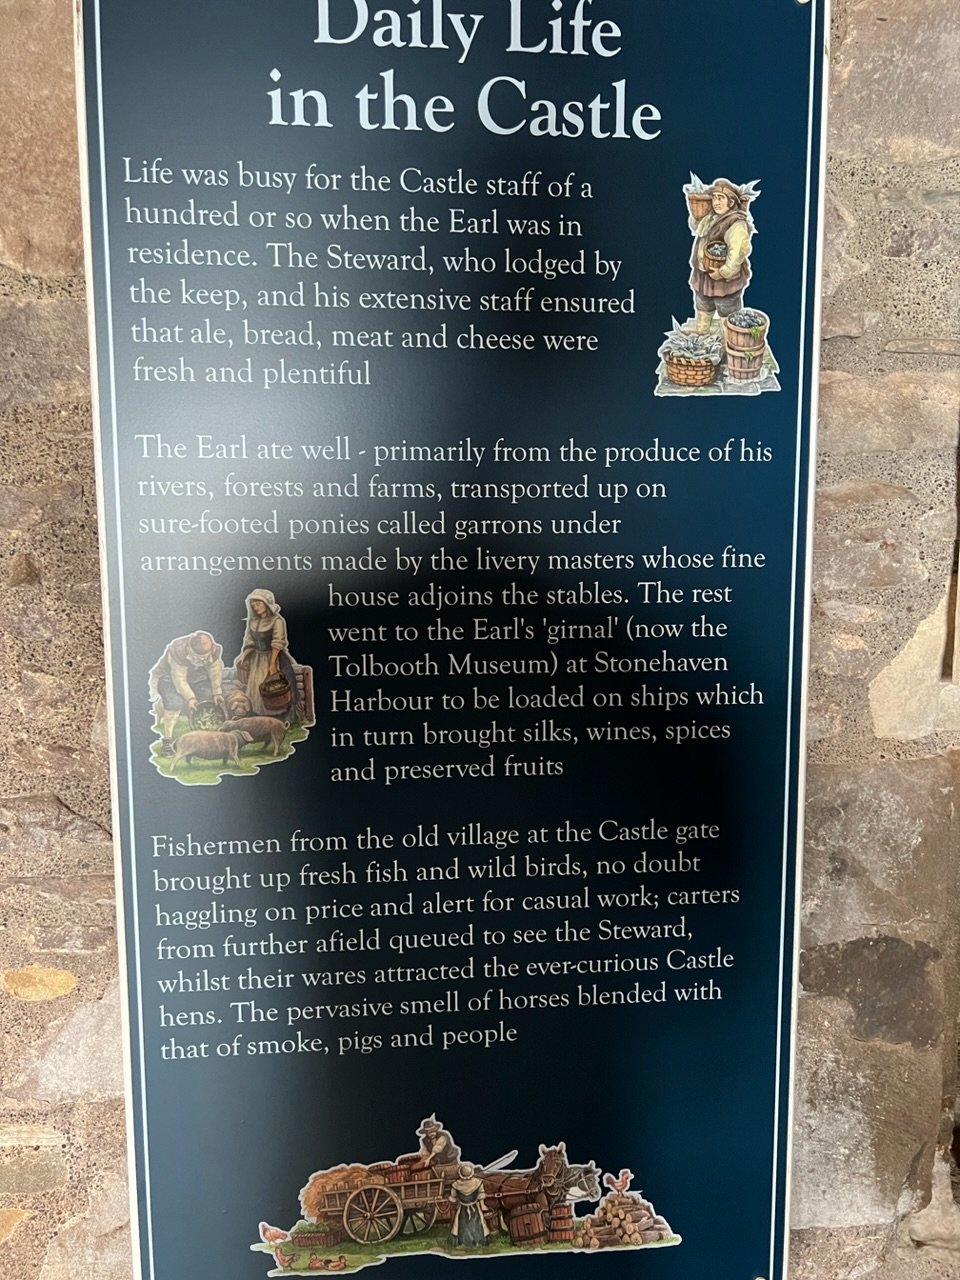 Daily Life
in the Castle
Life was busy for the Castle staff of a
hundred or so when the Earl was in
residence. The Steward, who lodged by
the keep, and his extensive staff ensured
that ale, bread, meat and cheese were
fresh and plentiful
The Earl ate well - primarily from the produce of his
rivers, forests and farms, transported up on
sure-footed ponies called garrons under
arrangements made by the livery masters whose fine
house adjoins the stables. The rest
went to the Earl's 'girnal' (now the
Tolbooth Museum) at Stonehaven
Harbour to be loaded on ships which
in turn brought silks, wines, spices
and preserved fruits
Fishermen from the old village at the Castle gate
brought up fresh fish and wild birds, no doubt
haggling on price and alert for casual work; carters
from further afield queued to see the Steward,
whilst their wares attracted the ever-curious Castle
hens. The pervasive smell of horses blended with
that of smoke, pigs and people